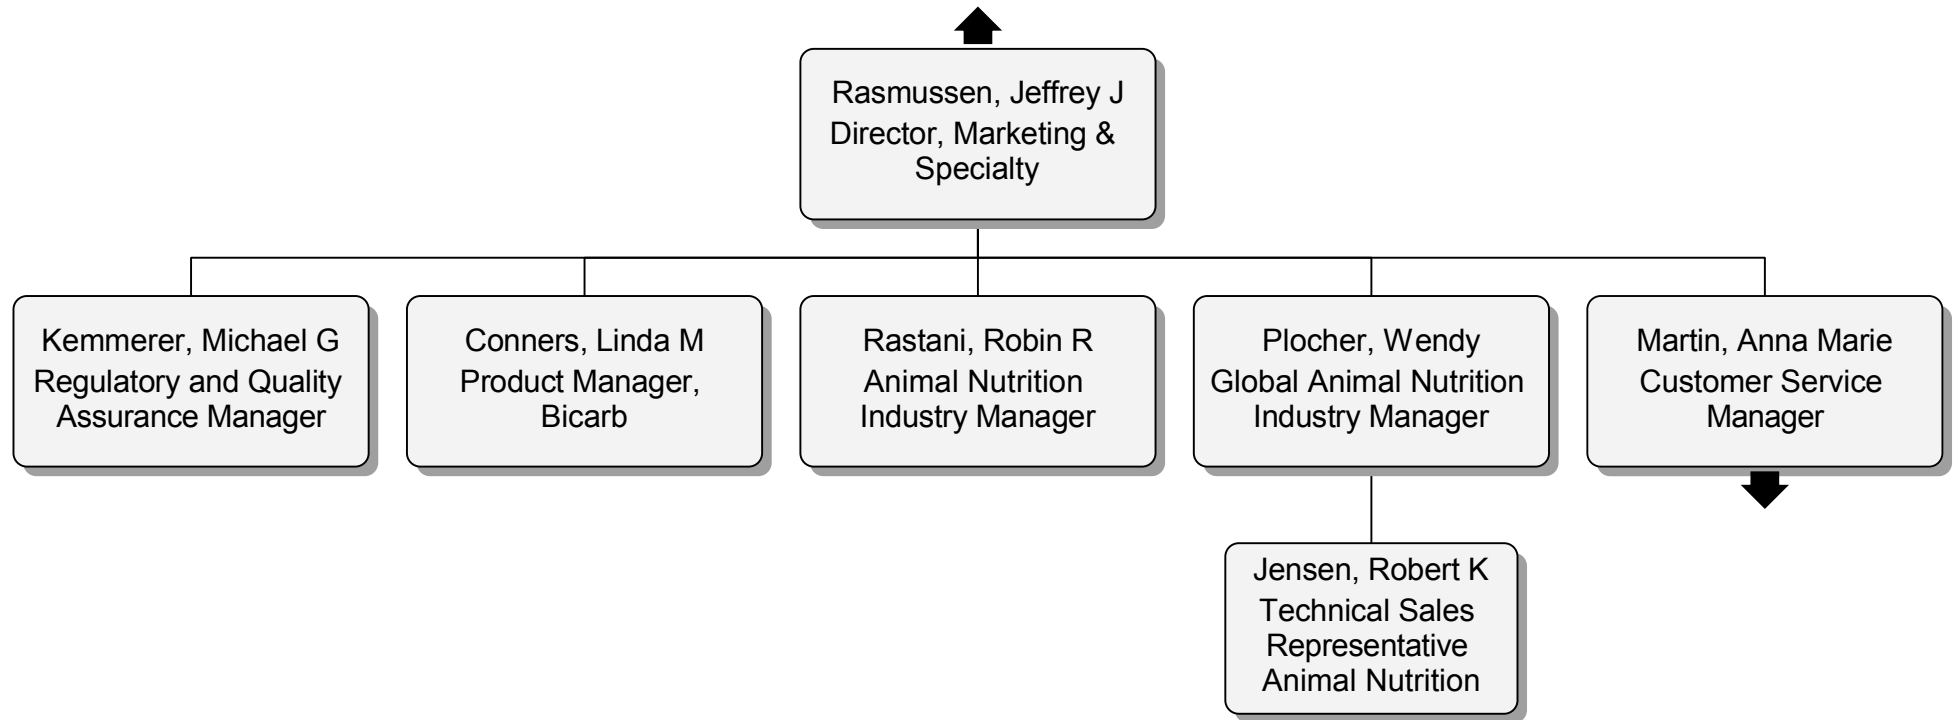 Rasmussen, Jeffrey J
Director, Marketing &
Specialty
Kemmerer, Michael G
Regulatory and Quality
Assurance Manager
Conners, Linda M
Product Manager,
Bicarb
Rastani, Robin R
Animal Nutrition
Industry Manager
Plocher, Wendy
Global Animal Nutrition
Industry Manager
Martin, Anna Marie
Customer Service
Manager
Jensen, Robert K
Technical Sales
Representative
Animal Nutrition